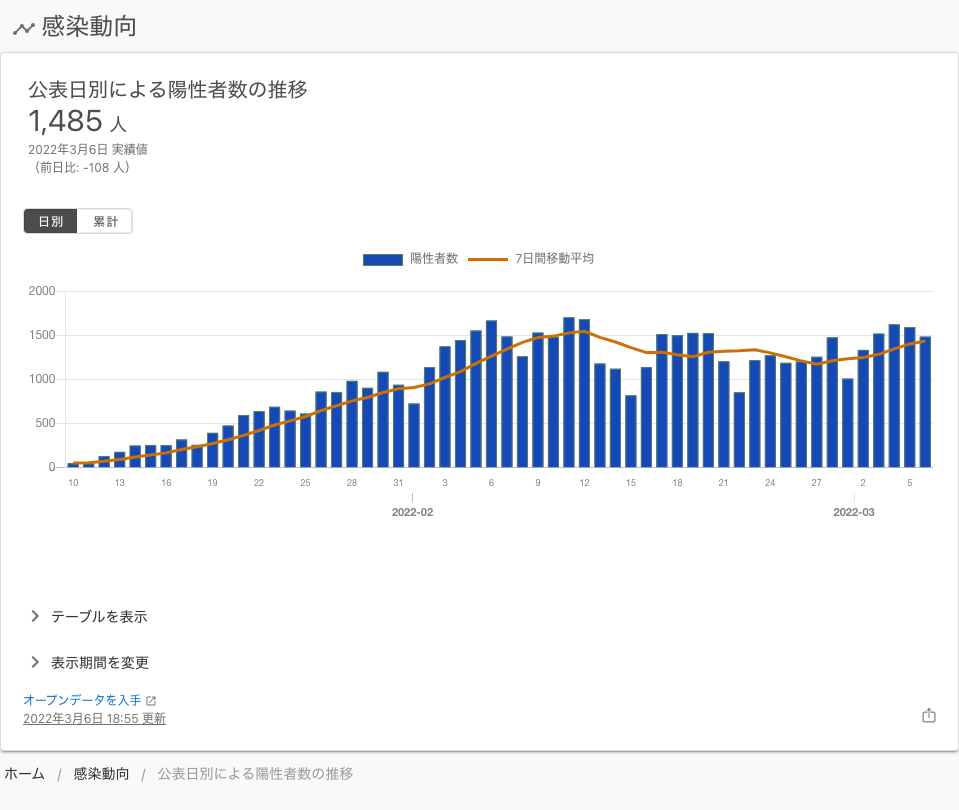 感染動向
公表日別による陽性者数の推移
1,485 人
2022年3月6日 実績値
（前日比: -108 人）
日別 累計
陽性者数 7日間移動平均
2000
1500
1000
500
0
10 13 16 19 22 25 28 31 3 6 9 12 15 18 21 24 27 2 5
2022-02 2022-03
テーブルを表示
表示期間を変更
オープンデータを入手
2022年3月6日 18:55 更新
ホーム / 感染動向 / 公表日別による陽性者数の推移